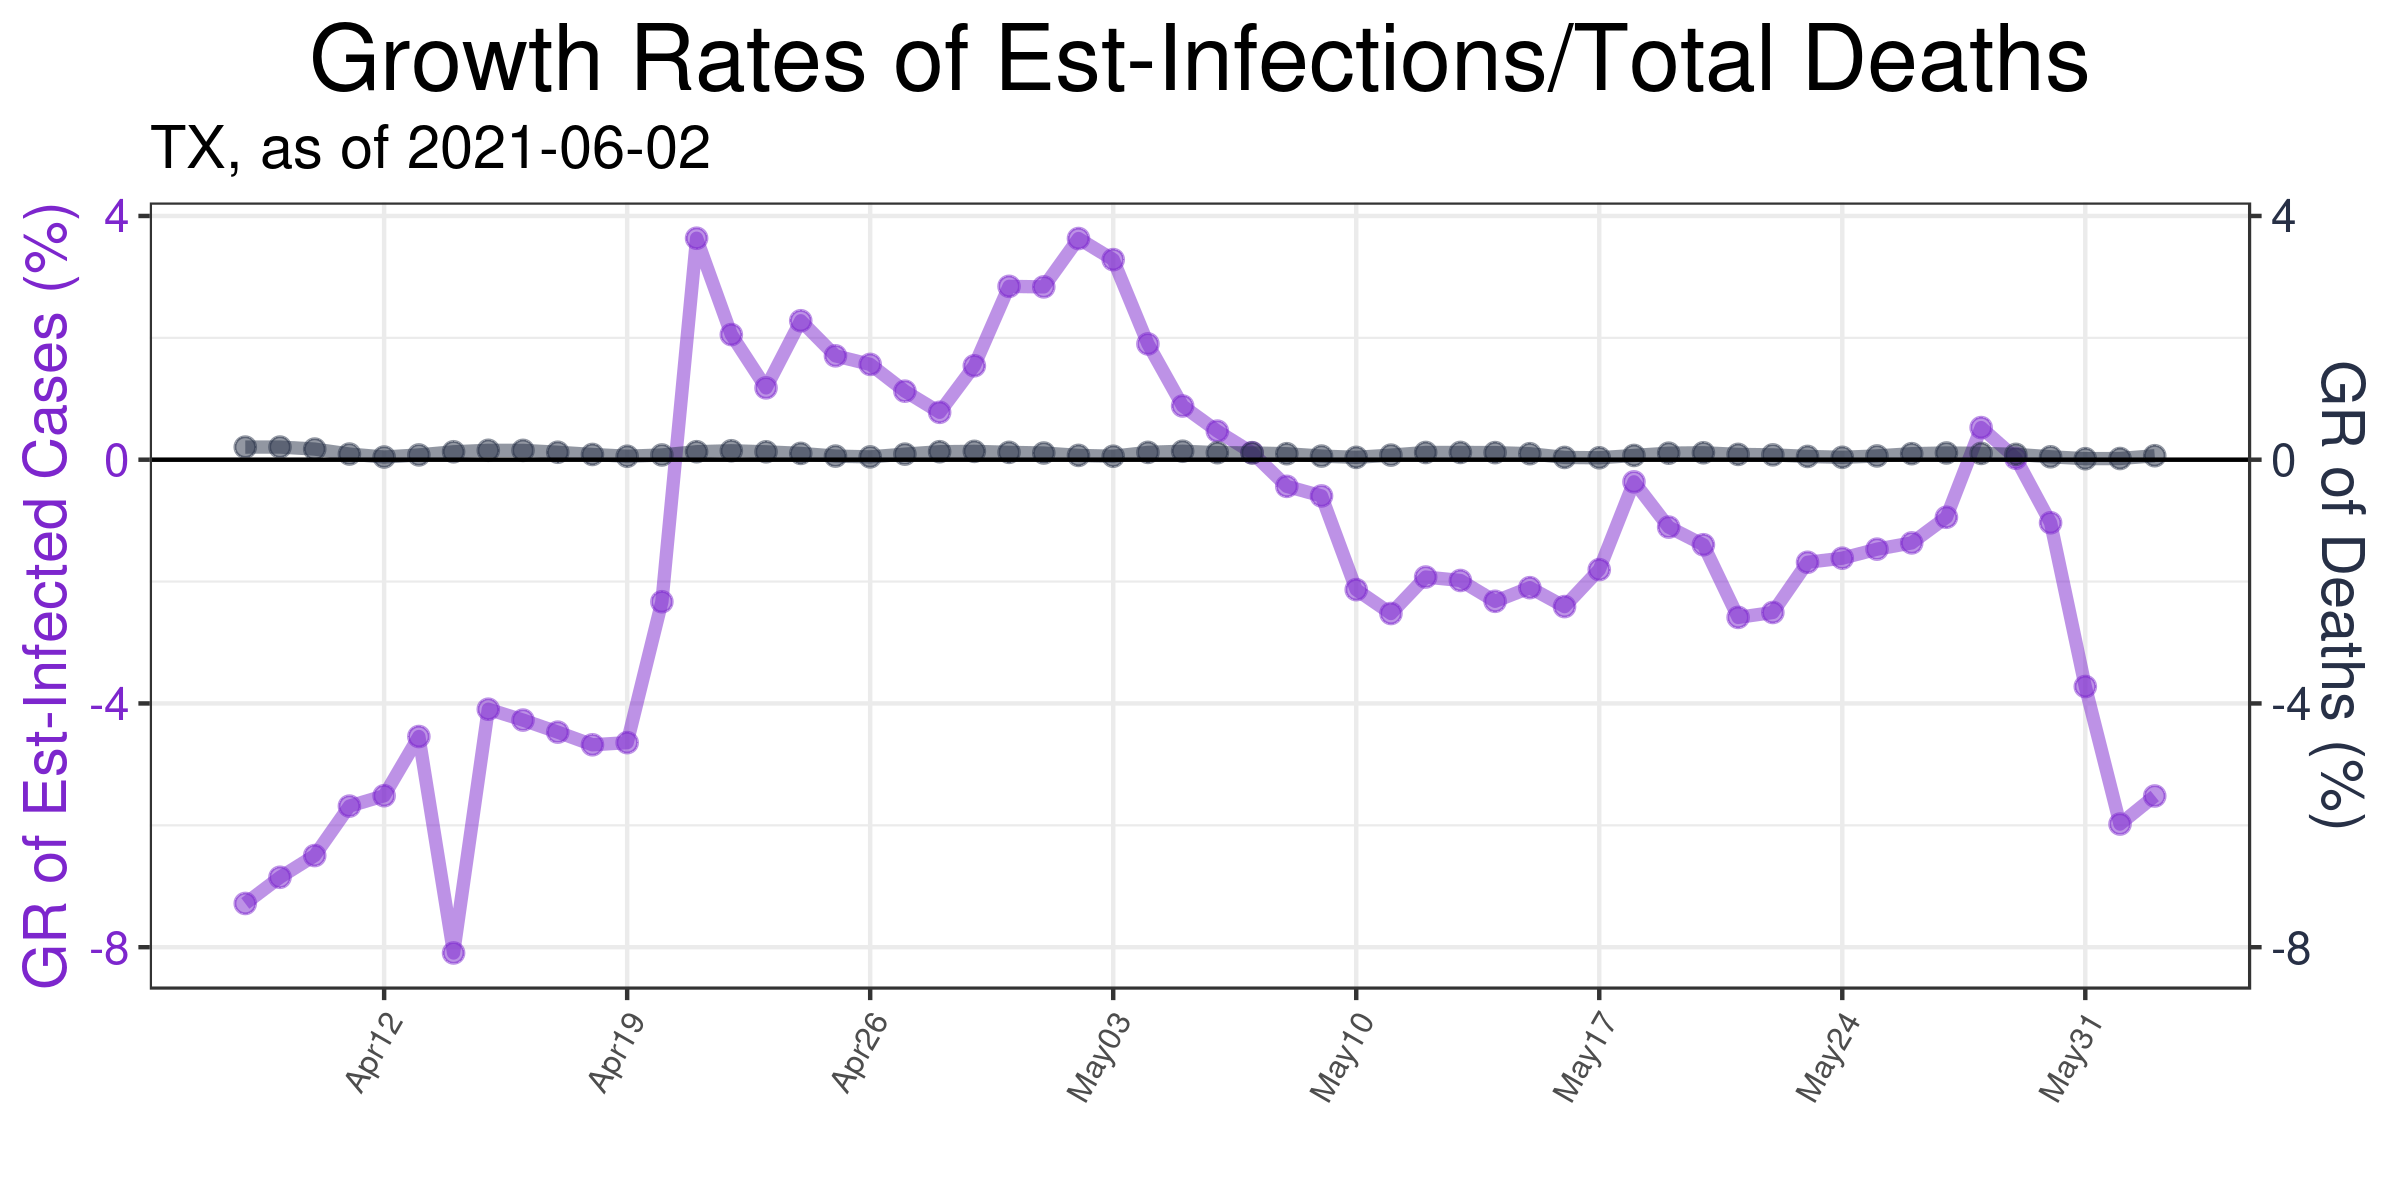 Growth Rates of Est-Infections/Total Deaths
TX, as of 2021-06-02
GR of Est-Infected Cases (%)
4
0
-4
-8
4
0
-4
-8
GR of Deaths (%)
Apr12
Apr19
Apr26
May03
May10
May17
May24
May31